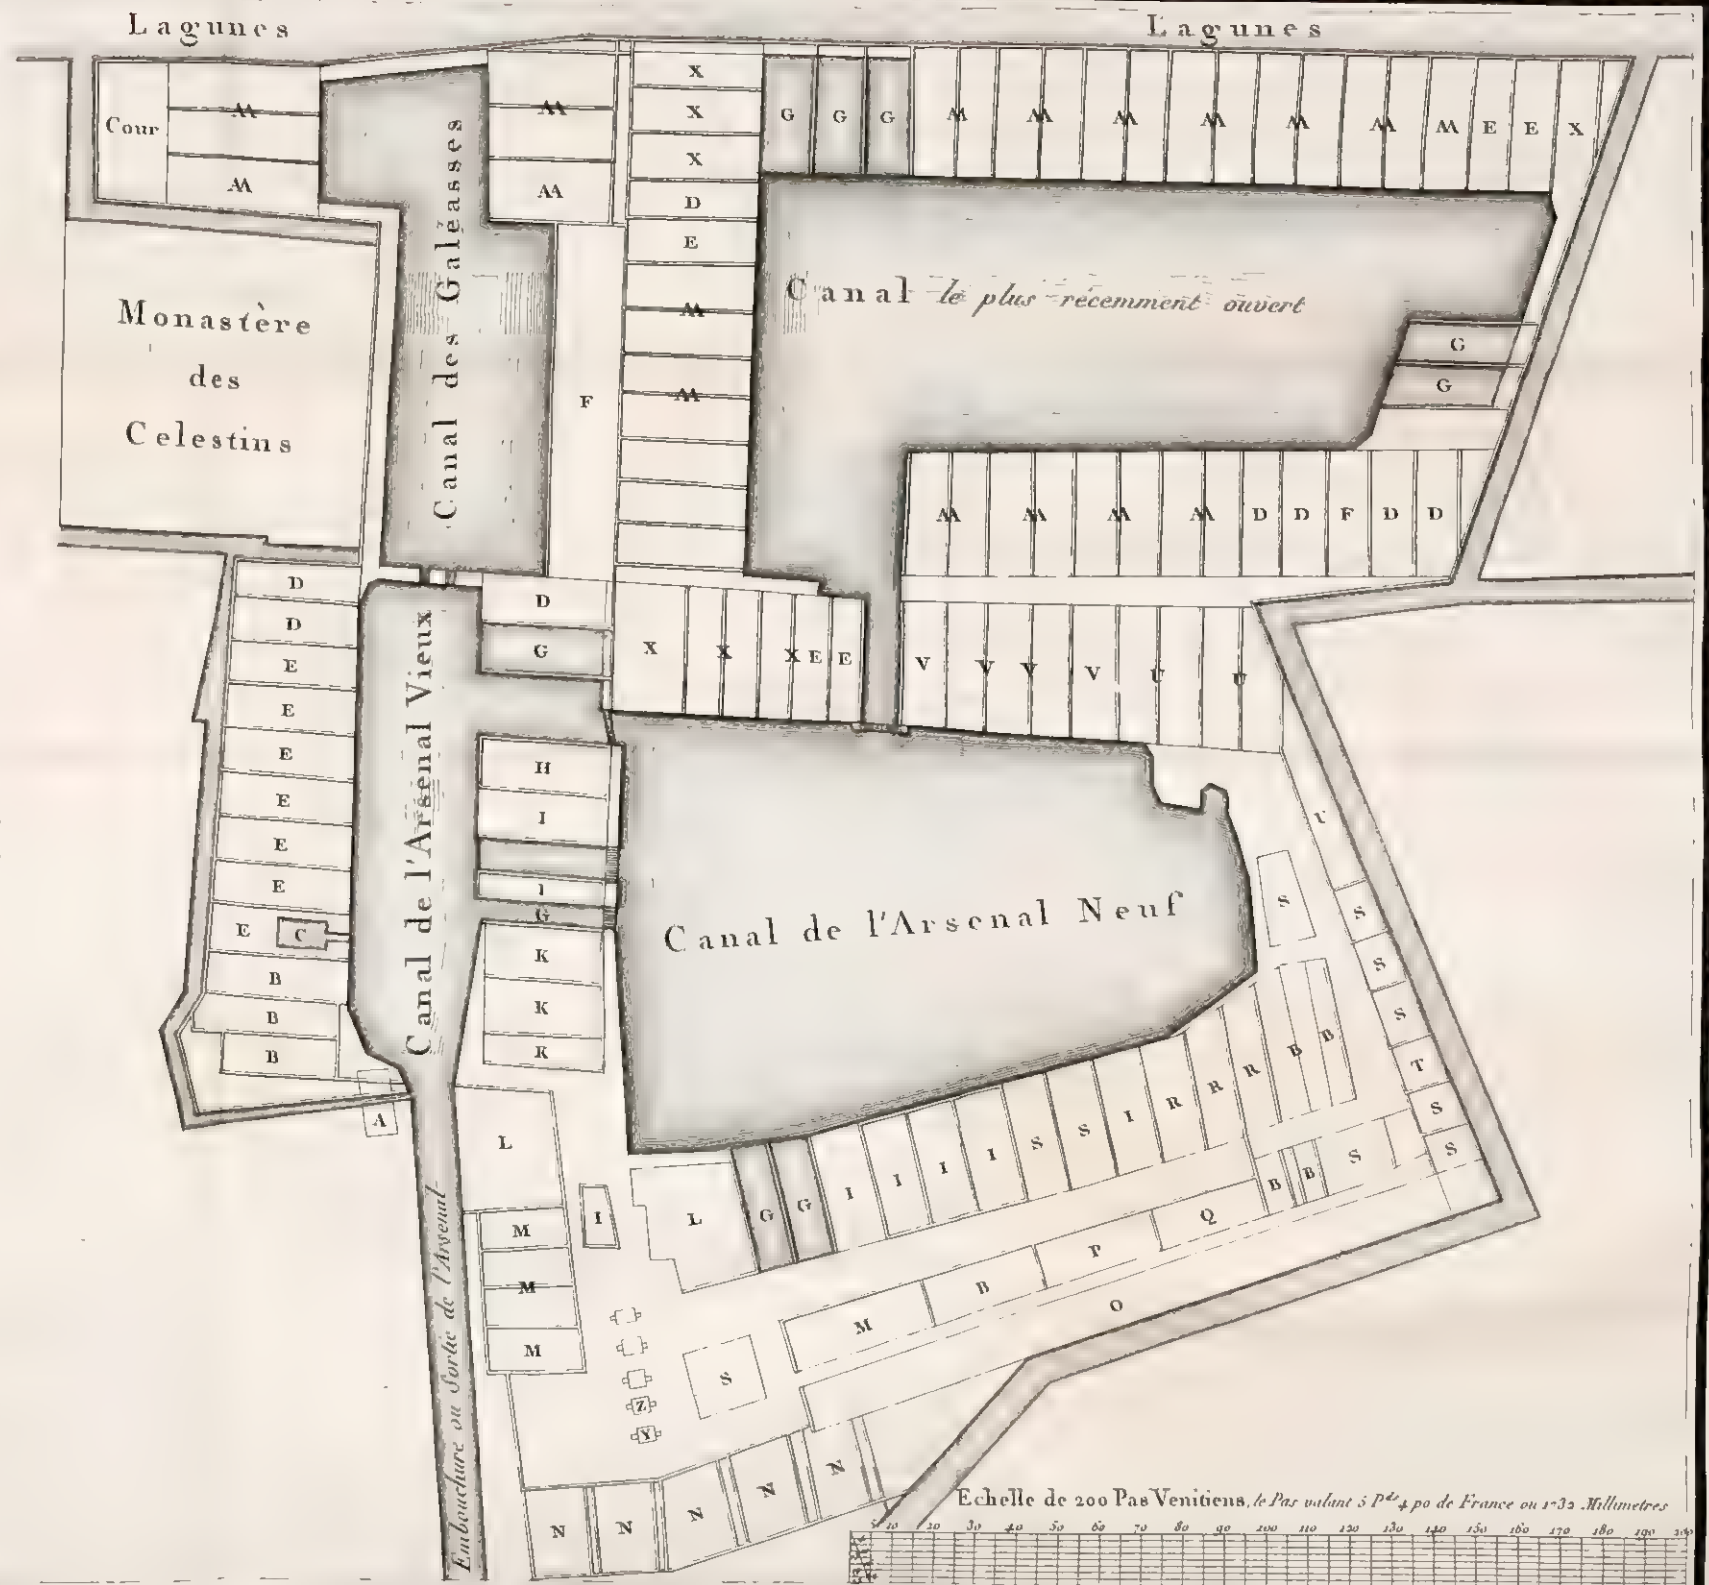 Lagunes
Lagunes
Cour
AA
AA
AA
AA
X
X
X
D
E
AA
AA
G G G AA AA AA AA AA AA AA E E X
Canal des Galéasses
Monastère
des
Celestins
F
Canal le plus récemment ouvert
G
G
AA AA AA AA D D F D D
D
D
E
E
E
E
E
E
E
C
B
B
B
A
Canal de l'Arsenal Vieux
D
G
X X X E E
V V V V U U
H
I
I
G
K
K
K
Canal de l'Arsenal Neuf
U
S
S
S
S
T
S
S
L
I
L
G G I I I I S S I R R R B B
B B S
M
M
M
M B P Q
O
S
Z
Y
N N N N N
Embouchure ou Sortie de l'Arsenal
Echelle de 200 Pas Venitiens, le Pas valant 5 Pds 4 po de France ou 1732 Millimetres
5 10 20 30 40 50 60 70 80 90 100 110 120 130 140 150 160 170 180 190 200